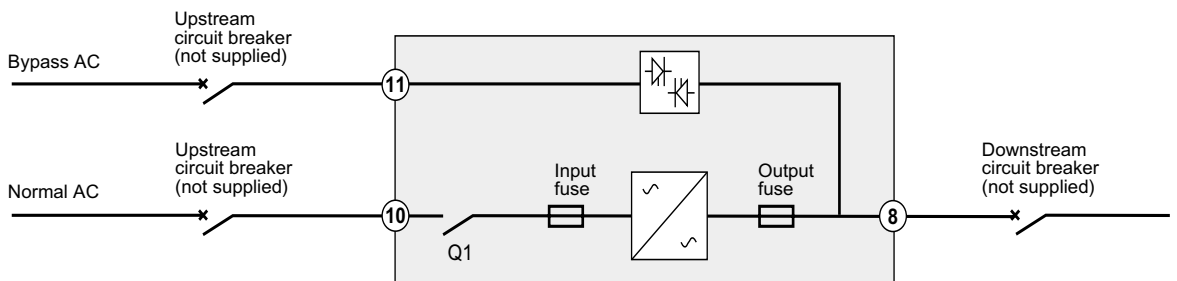 Upstream
circuit breaker
(not supplied)
Bypass AC
11
Upstream
circuit breaker
(not supplied)
Normal AC
10
Q1
Input
fuse
Output
fuse
8
Downstream
circuit breaker
(not supplied)